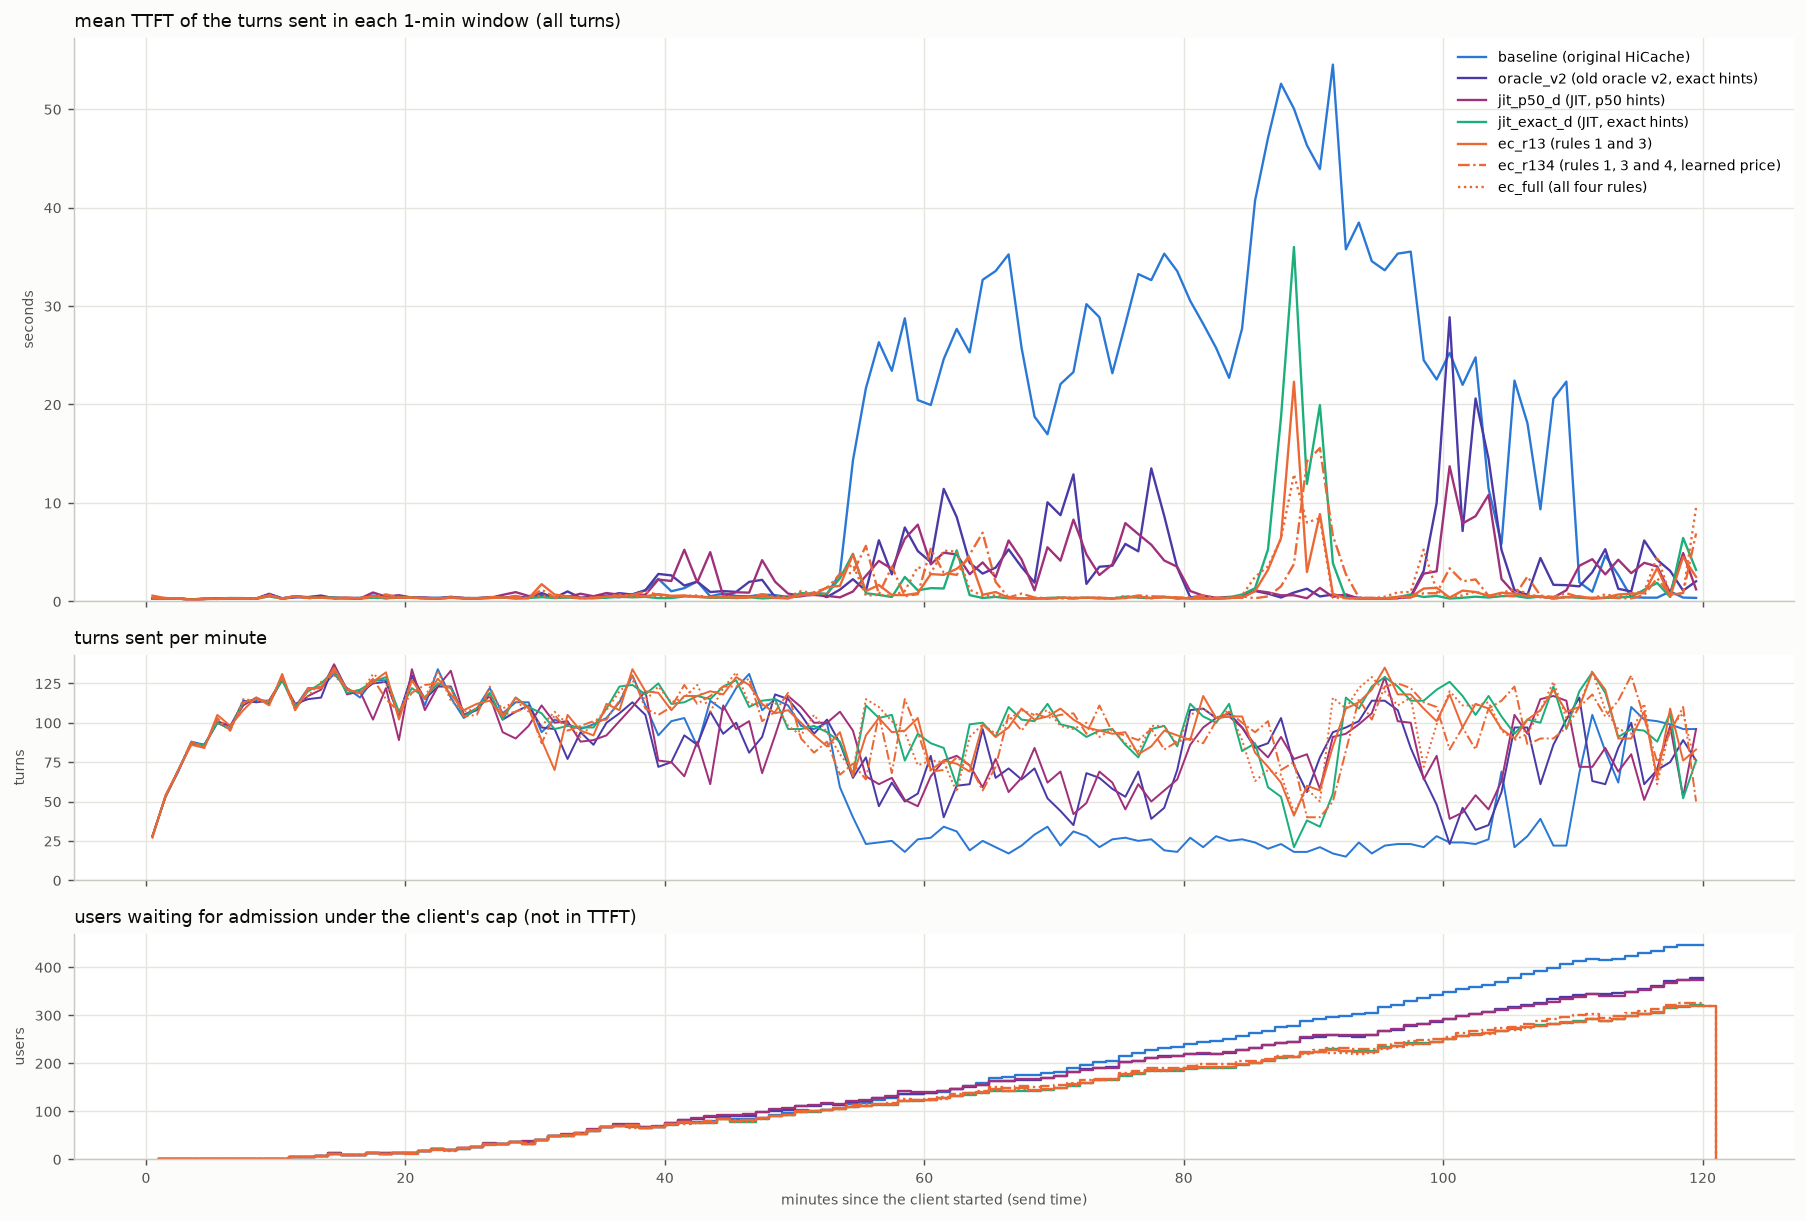 mean TTFT of the turns sent in each 1-min window (all turns)
baseline (original HiCache)
oracle_v2 (old oracle v2, exact hints)
jit_p50_d (JIT, p50 hints)
jit_exact_d (JIT, exact hints)
ec_r13 (rules 1 and 3)
ec_r134 (rules 1, 3 and 4, learned price)
ec_full (all four rules)
50
40
30
20
10
0
seconds
turns sent per minute
125
100
75
50
25
0
turns
users waiting for admission under the client's cap (not in TTFT)
400
300
200
100
0
users
0 20 40 60 80 100 120
minutes since the client started (send time)